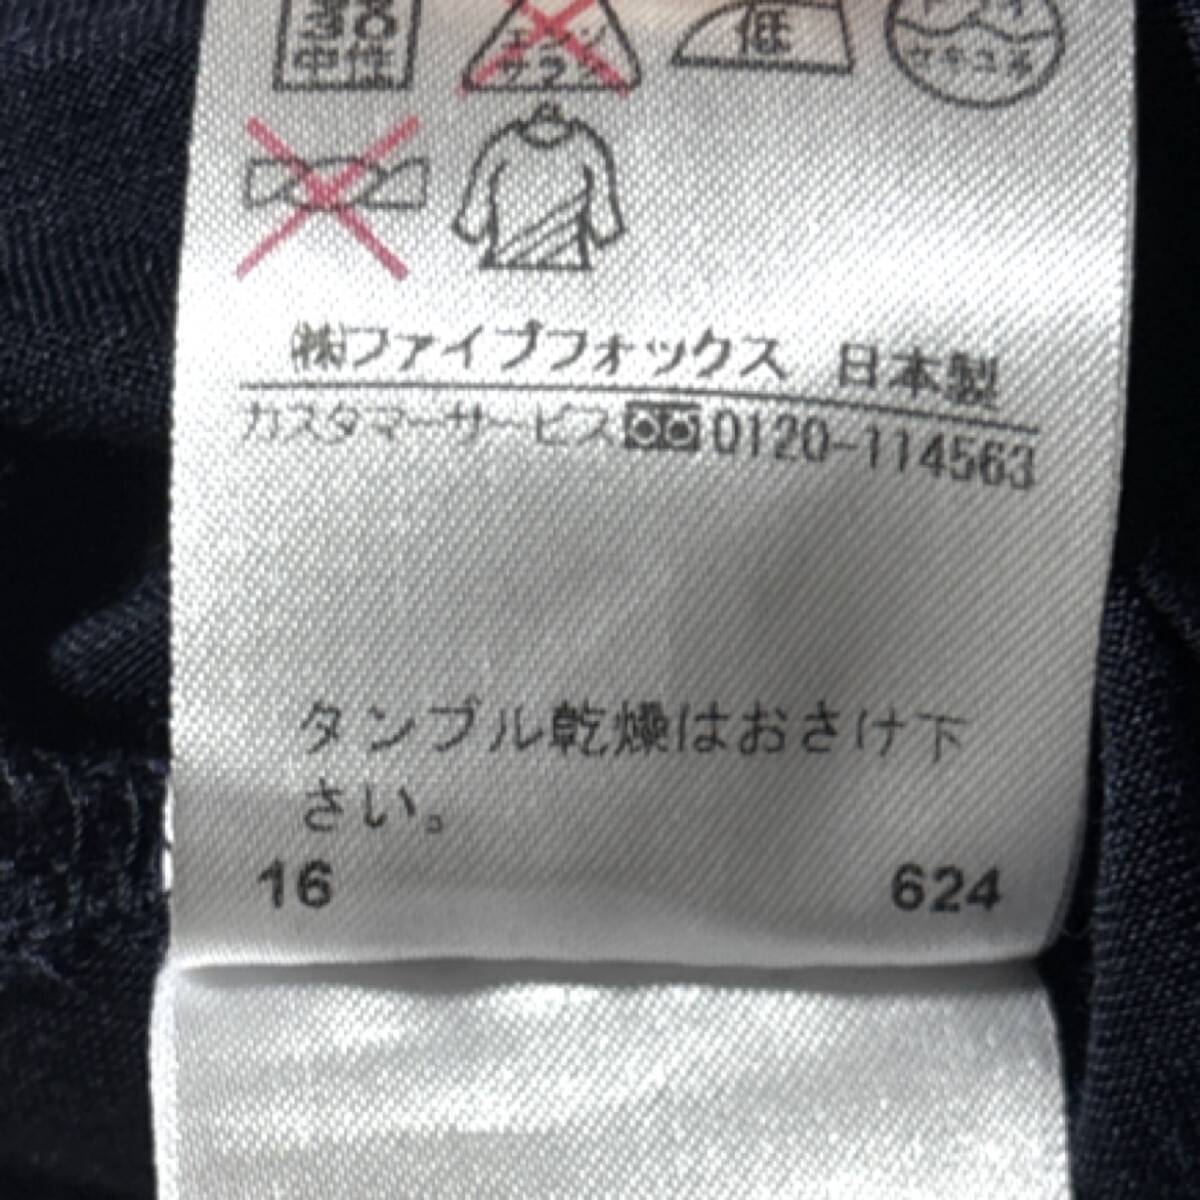 中性
エンソ
サラシ
低
ドライ
セキユ系
㈱ファイブフォックス 日本製
カスタマーサービス 0120-114563
タンブル乾燥はおさけ下
さい。
16 624